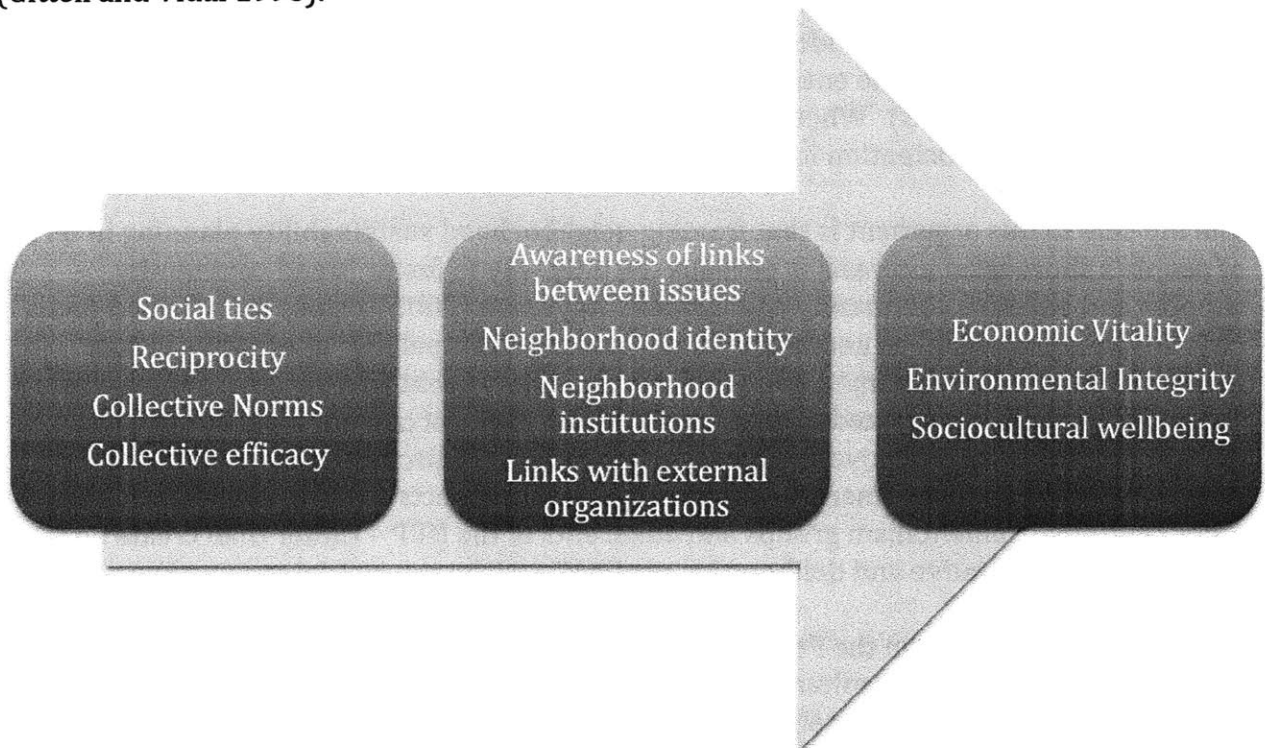 Social ties
Reciprocity
Collective Norms
Collective efficacy
Awareness of links
between issues
Neighborhood identity
Neighborhood
institutions
Links with external
organizations
Economic Vitality
Environmental Integrity
Sociocultural wellbeing